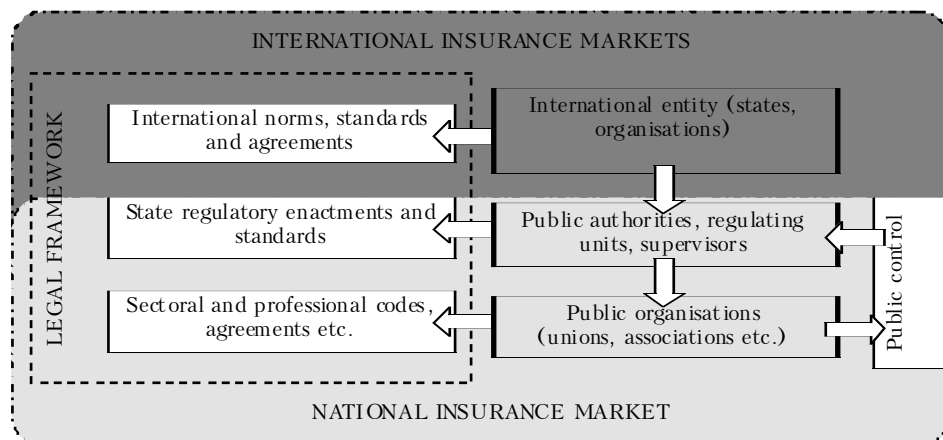 INTERNATIONAL INSURANCE MARKETS
LEGAL FRAMEWORK
International norms, standards
and agreements
International entity (states,
organisations)
State regulatory enactments and
standards
Public authorities, regulating
units, supervisors
Sectoral and professional codes,
agreements etc.
Public organisations
(unions, associations etc.)
Public control
NATIONAL INSURANCE MARKET